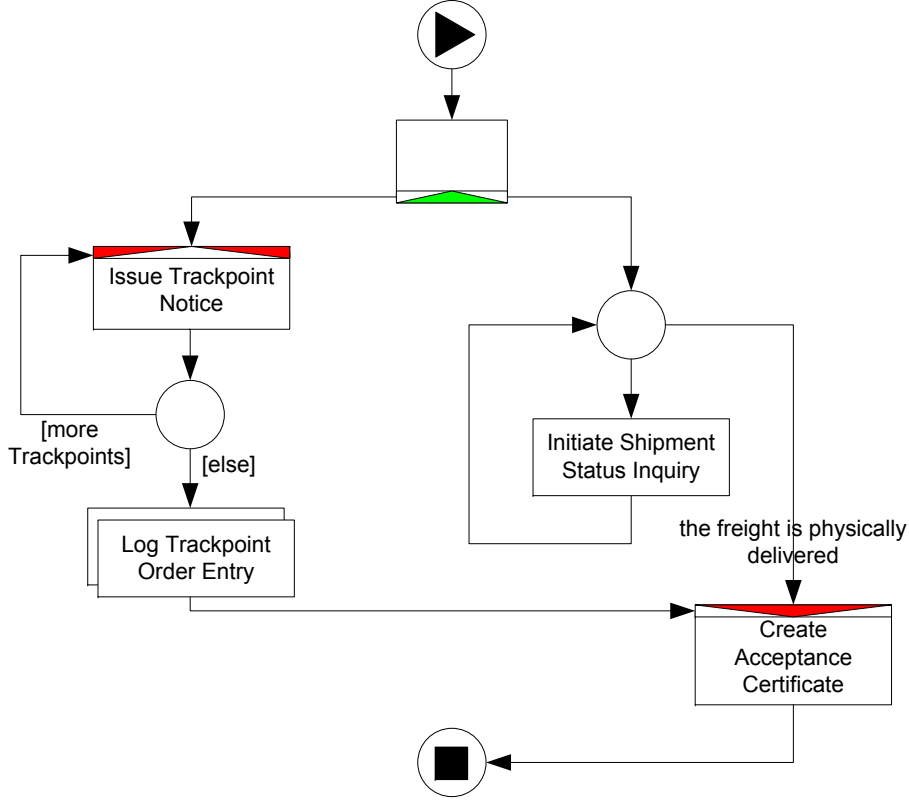 Issue Trackpoint
Notice
[more
Trackpoints]
[else]
Log Trackpoint
Order Entry
Initiate Shipment
Status Inquiry
the freight is physically
delivered
Create
Acceptance
Certificate